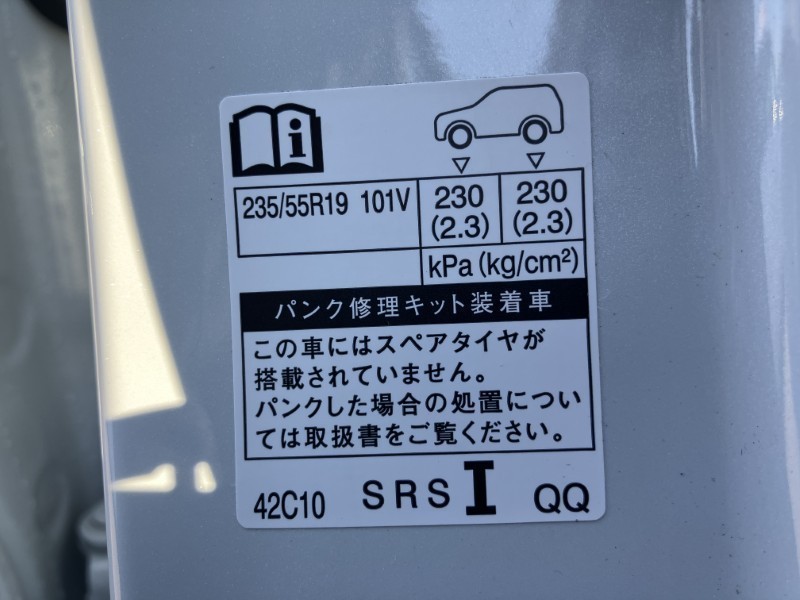 i
235/55R19 101V 230 230
(2.3) (2.3)
kPa (kg/cm²)
パンク修理キット装着車
この車にはスペアタイヤが
搭載されていません。
パンクした場合の処置につい
ては取扱書をご覧ください。
42C10 SRS I QQ